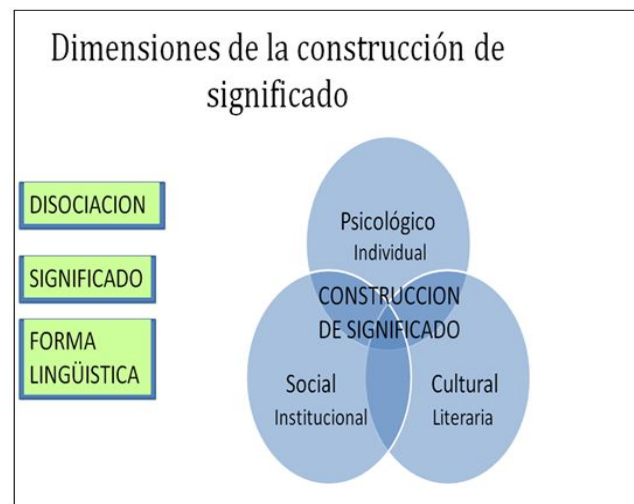 Dimensiones de la construcción de
significado
DISOCIACION
SIGNIFICADO
FORMA
LINGÜISTICA
Psicológico
Individual
CONSTRUCCION
DE SIGNIFICADO
Social
Institucional
Cultural
Literaria